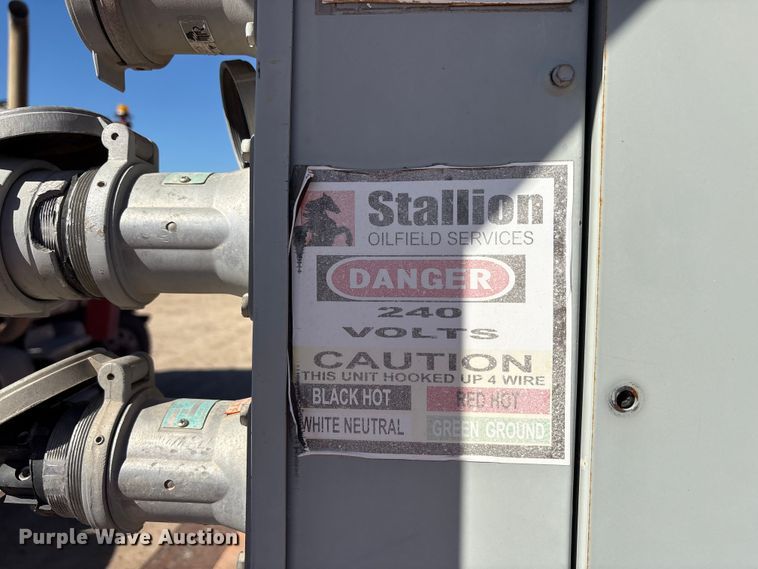 Stallion
OILFIELD SERVICES
DANGER
240
VOLTS
CAUTION
THIS UNIT HOOKED UP 4 WIRE
BLACK HOT RED HOT
WHITE NEUTRAL GREEN GROUND
Purple Wave Auction